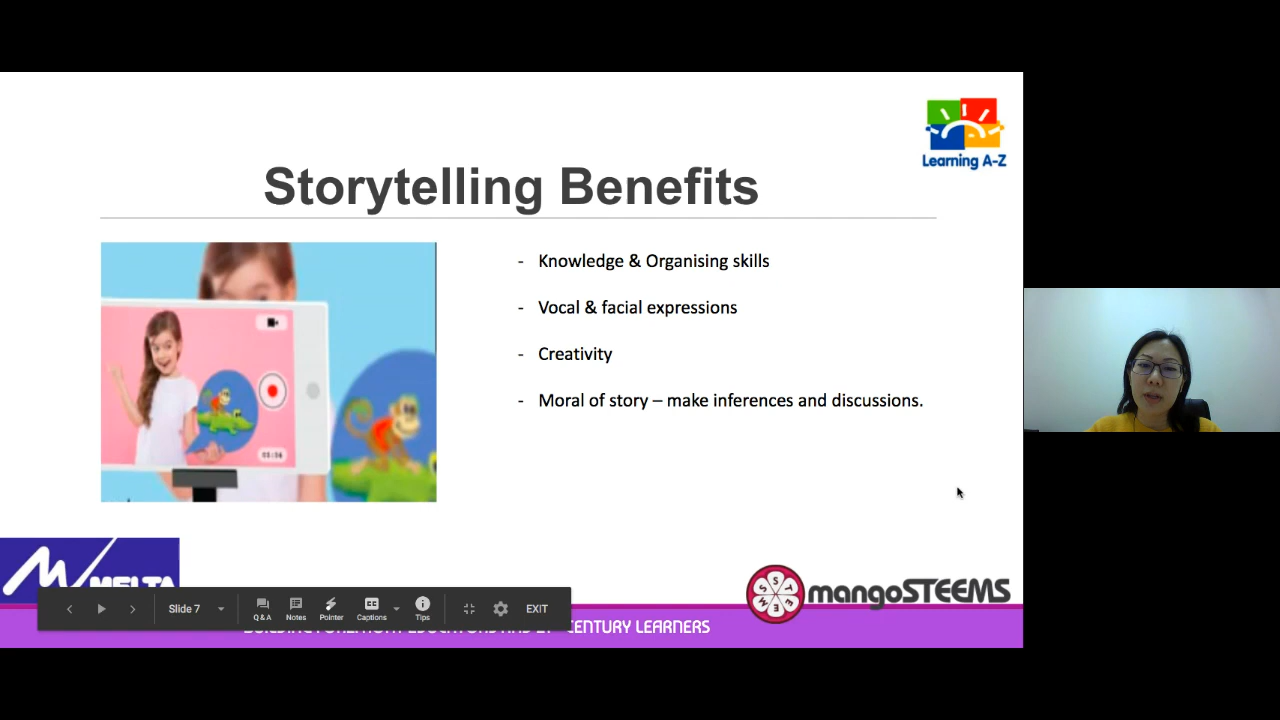 Learning A-Z
Storytelling Benefits
- Knowledge & Organising skills
- Vocal & facial expressions
- Creativity
- Moral of story – make inferences and discussions.
MELTA
mangoSTEEMS
Slide 7
Q & A
Notes
Pointer
Captions
Tips
EXIT
CENTURY LEARNERS